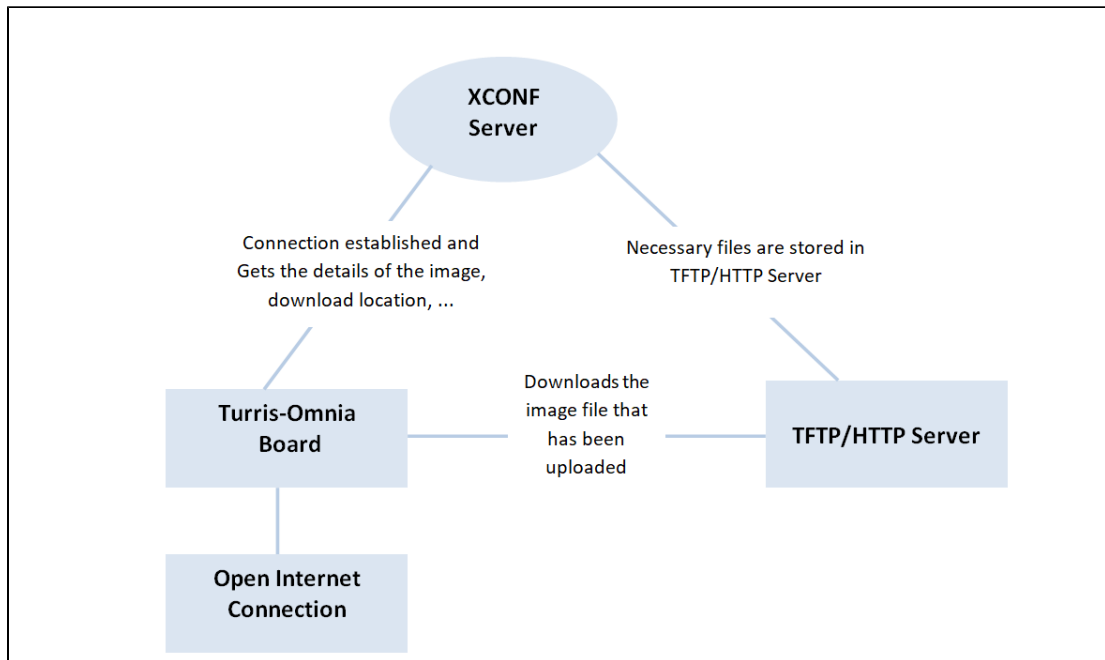 XCONF
Server
Connection established and
Gets the details of the image,
download location, ...
Necessary files are stored in
TFTP/HTTP Server
Downloads the
image file that
has been
uploaded
Turris-Omnia
Board
TFTP/HTTP Server
Open Internet
Connection